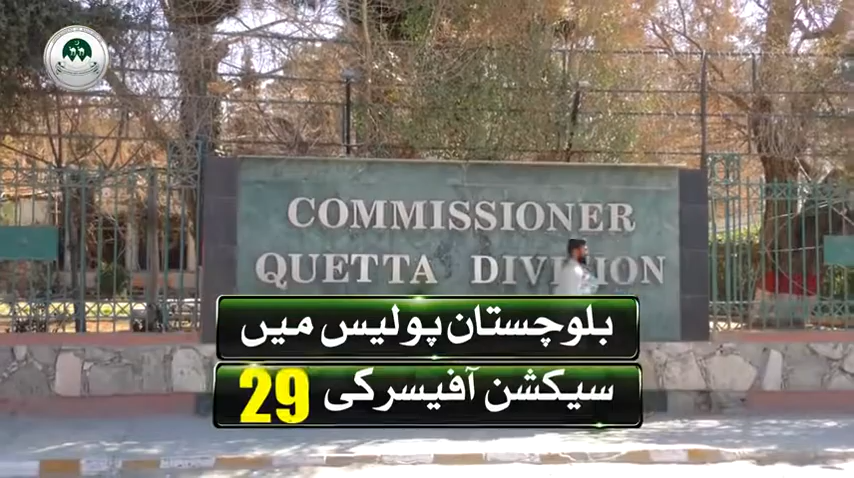 COMMISSIONER
QUETTA DIVISION
بلوچستان پولیس میں
سیکشن آفیسر کی 29